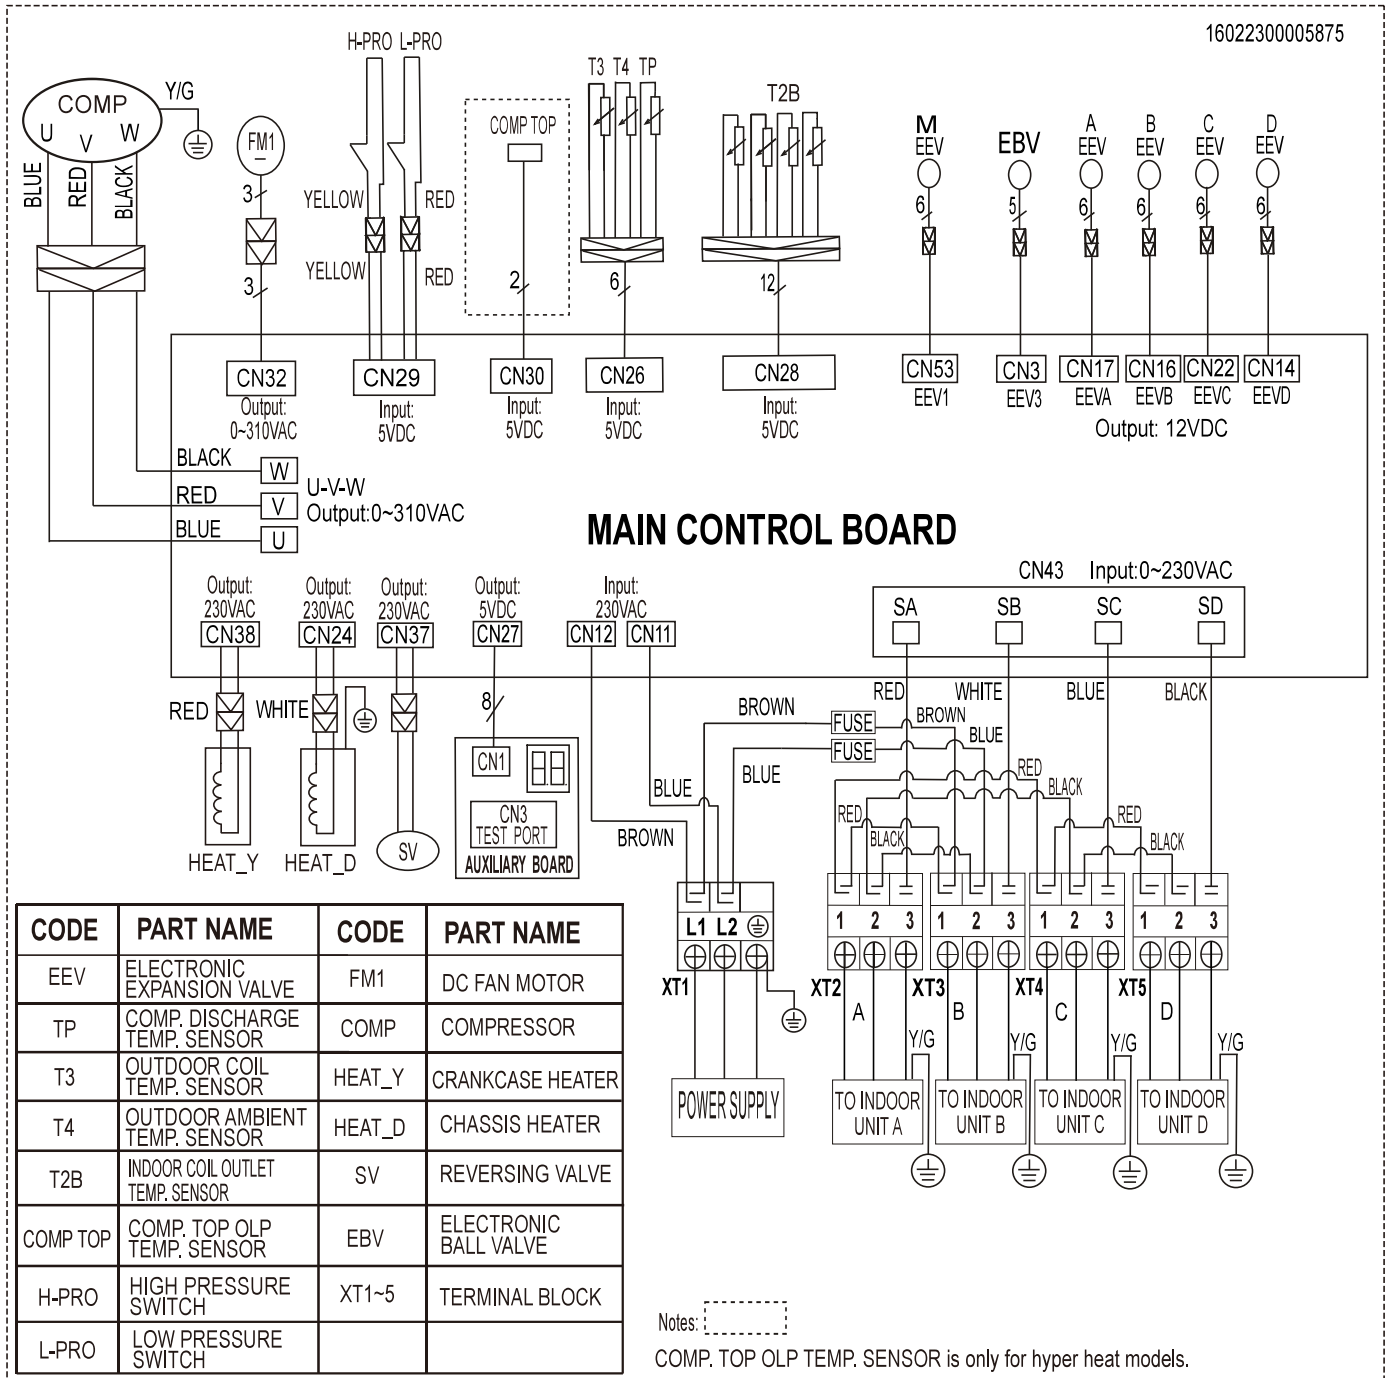 16022300005875
H-PRO L-PRO
T3 T4 TP
COMP
U V W
Y/G
BLUE
RED
BLACK
FM1
3
3
YELLOW
RED
YELLOW
RED
COMP TOP
2
6
T2B
12
M
EEV
6
EBV
5
A
EEV
6
B
EEV
6
C
EEV
6
D
EEV
6
CN32
Output:
0~310VAC
CN29
Input:
5VDC
CN30
Input:
5VDC
CN26
Input:
5VDC
CN28
Input:
5VDC
CN53
EEV1
CN3
EEV3
CN17
EEVA
CN16
EEVB
CN22
EEVC
CN14
EEVD
Output: 12VDC
BLACK
W
RED
V
BLUE
U
U-V-W
Output:0~310VAC
MAIN CONTROL BOARD
CN43 Input:0~230VAC
SA SB SC SD
Output:
230VAC
CN38
Output:
230VAC
CN24
Output:
230VAC
CN37
Output:
5VDC
CN27
Input:
230VAC
CN12 CN11
RED
HEAT_Y
WHITE
HEAT_D
SV
8
CN1
CN3
TEST PORT
AUXILIARY BOARD
BLUE
BROWN
BROWN
BLUE
FUSE
FUSE
BROWN
BLUE
RED
WHITE
BLUE
BLACK
RED
BLACK
RED
BLACK
RED
BLACK
L1 L2
XT1
POWER SUPPLY
1 2 3
XT2
A
Y/G
TO INDOOR
UNIT A
1 2 3
XT3
B
Y/G
TO INDOOR
UNIT B
1 2 3
XT4
C
Y/G
TO INDOOR
UNIT C
1 2 3
XT5
D
Y/G
TO INDOOR
UNIT D
CODE PART NAME CODE PART NAME
EEV ELECTRONIC
EXPANSION VALVE FM1 DC FAN MOTOR
TP COMP. DISCHARGE
TEMP. SENSOR COMP COMPRESSOR
T3 OUTDOOR COIL
TEMP. SENSOR HEAT_Y CRANKCASE HEATER
T4 OUTDOOR AMBIENT
TEMP. SENSOR HEAT_D CHASSIS HEATER
T2B INDOOR COIL OUTLET
TEMP. SENSOR SV REVERSING VALVE
COMP TOP COMP. TOP OLP
TEMP. SENSOR EBV ELECTRONIC
BALL VALVE
H-PRO HIGH PRESSURE
SWITCH XT1~5 TERMINAL BLOCK
L-PRO LOW PRESSURE
SWITCH
Notes:
COMP. TOP OLP TEMP. SENSOR is only for hyper heat models.